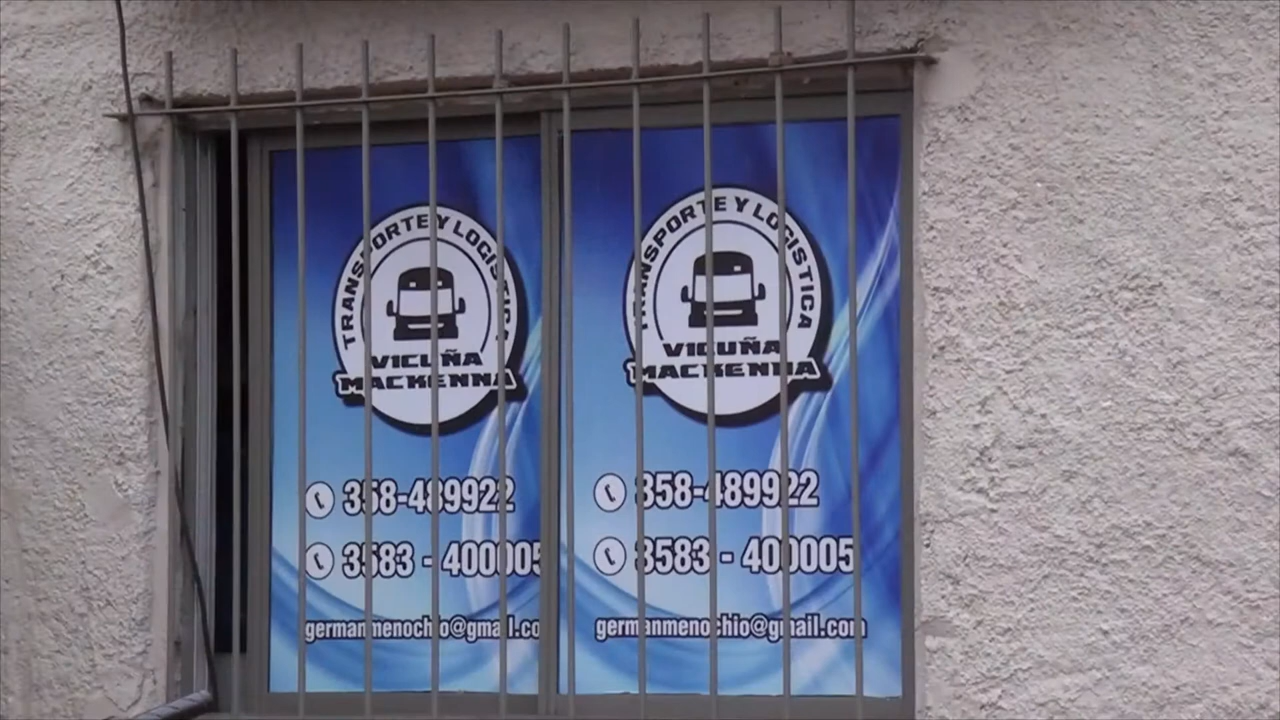 TRANSPORTE Y LOGISTICA
VICUÑA
MACKENNA
358-489922
3583 - 400005
germanmenochio@gmail.co
TRANSPORTE Y LOGISTICA
VICUÑA
MACKENNA
358-489922
3583 - 400005
germanmenochio@gmail.com